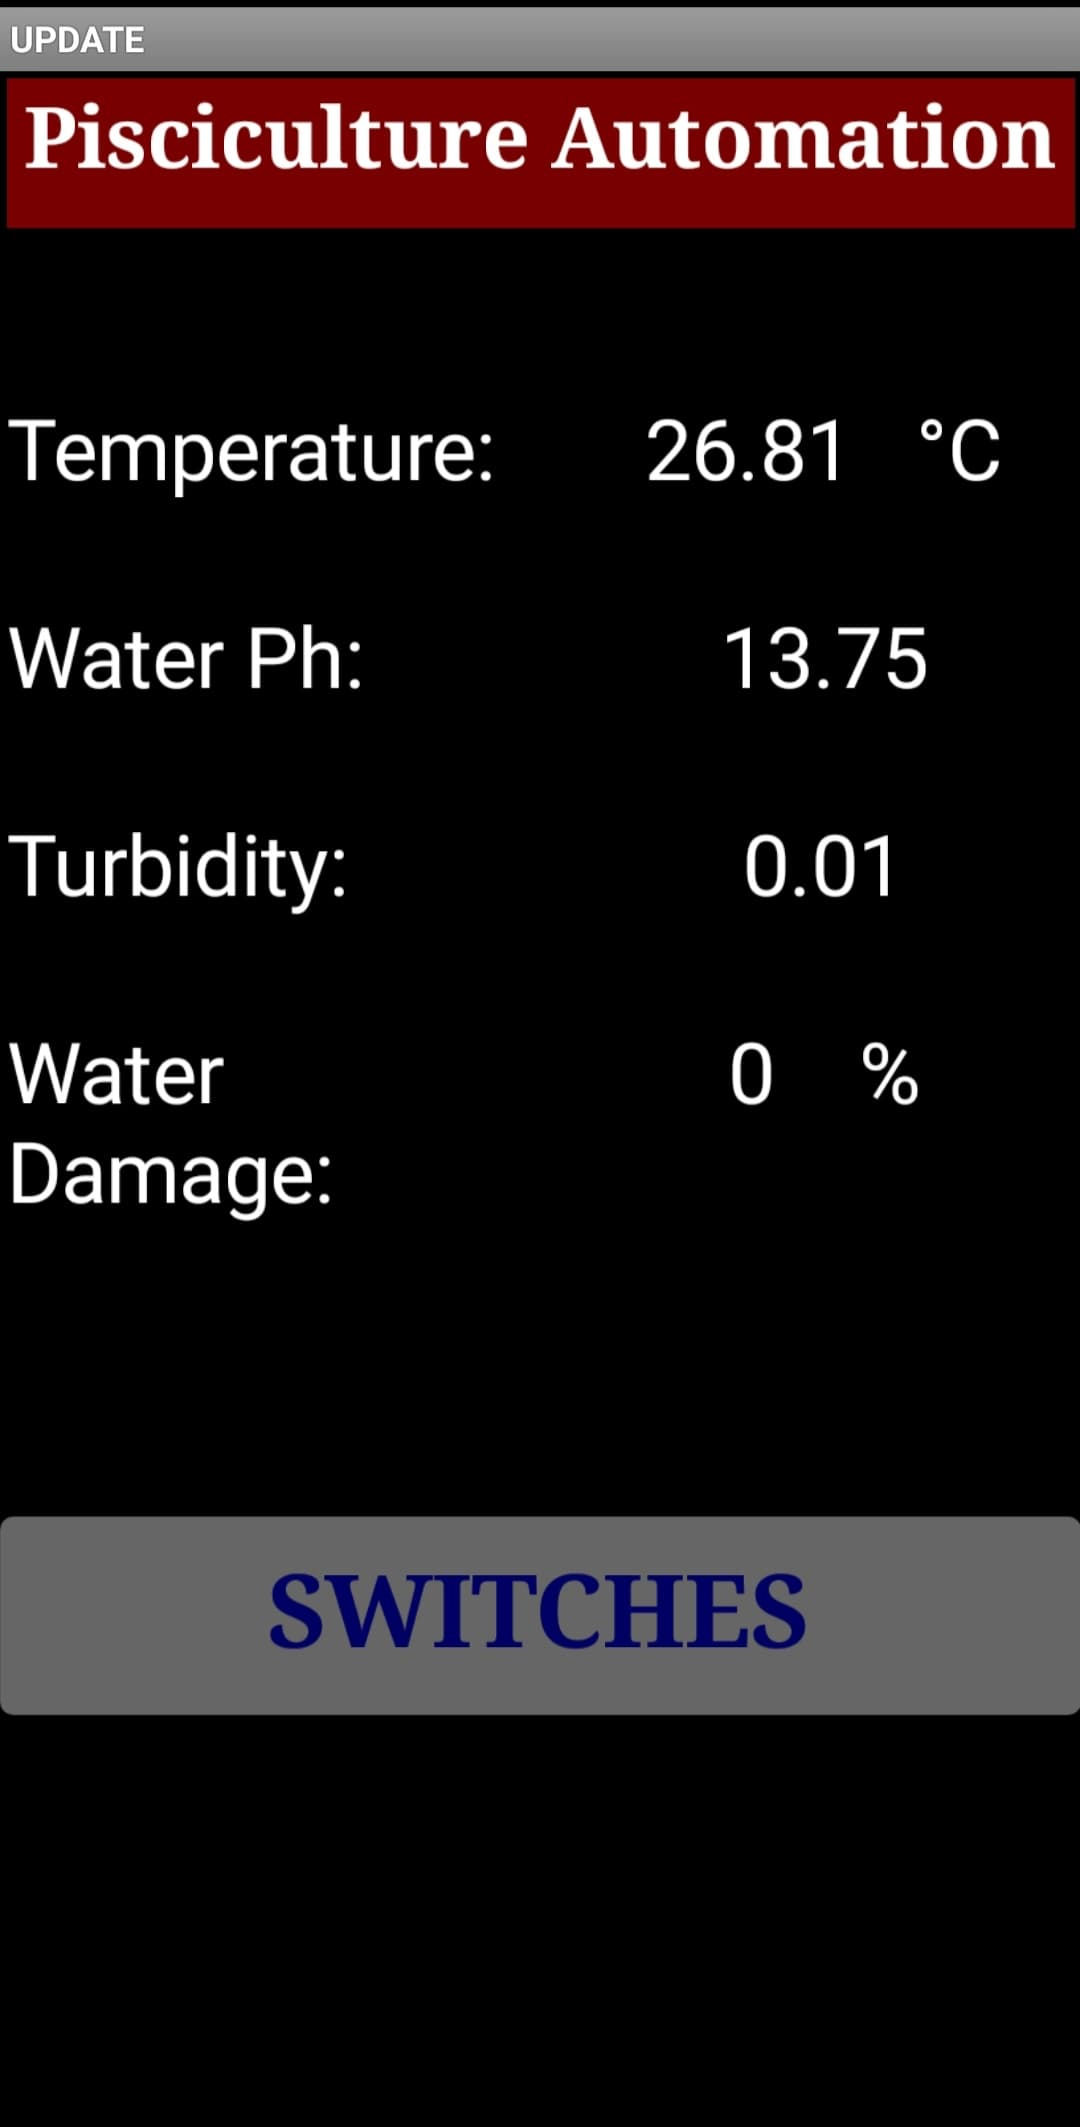 UPDATE
Pisciculture Automation
Temperature: 26.81 °C
Water Ph: 13.75
Turbidity: 0.01
Water 0 %
Damage:
SWITCHES